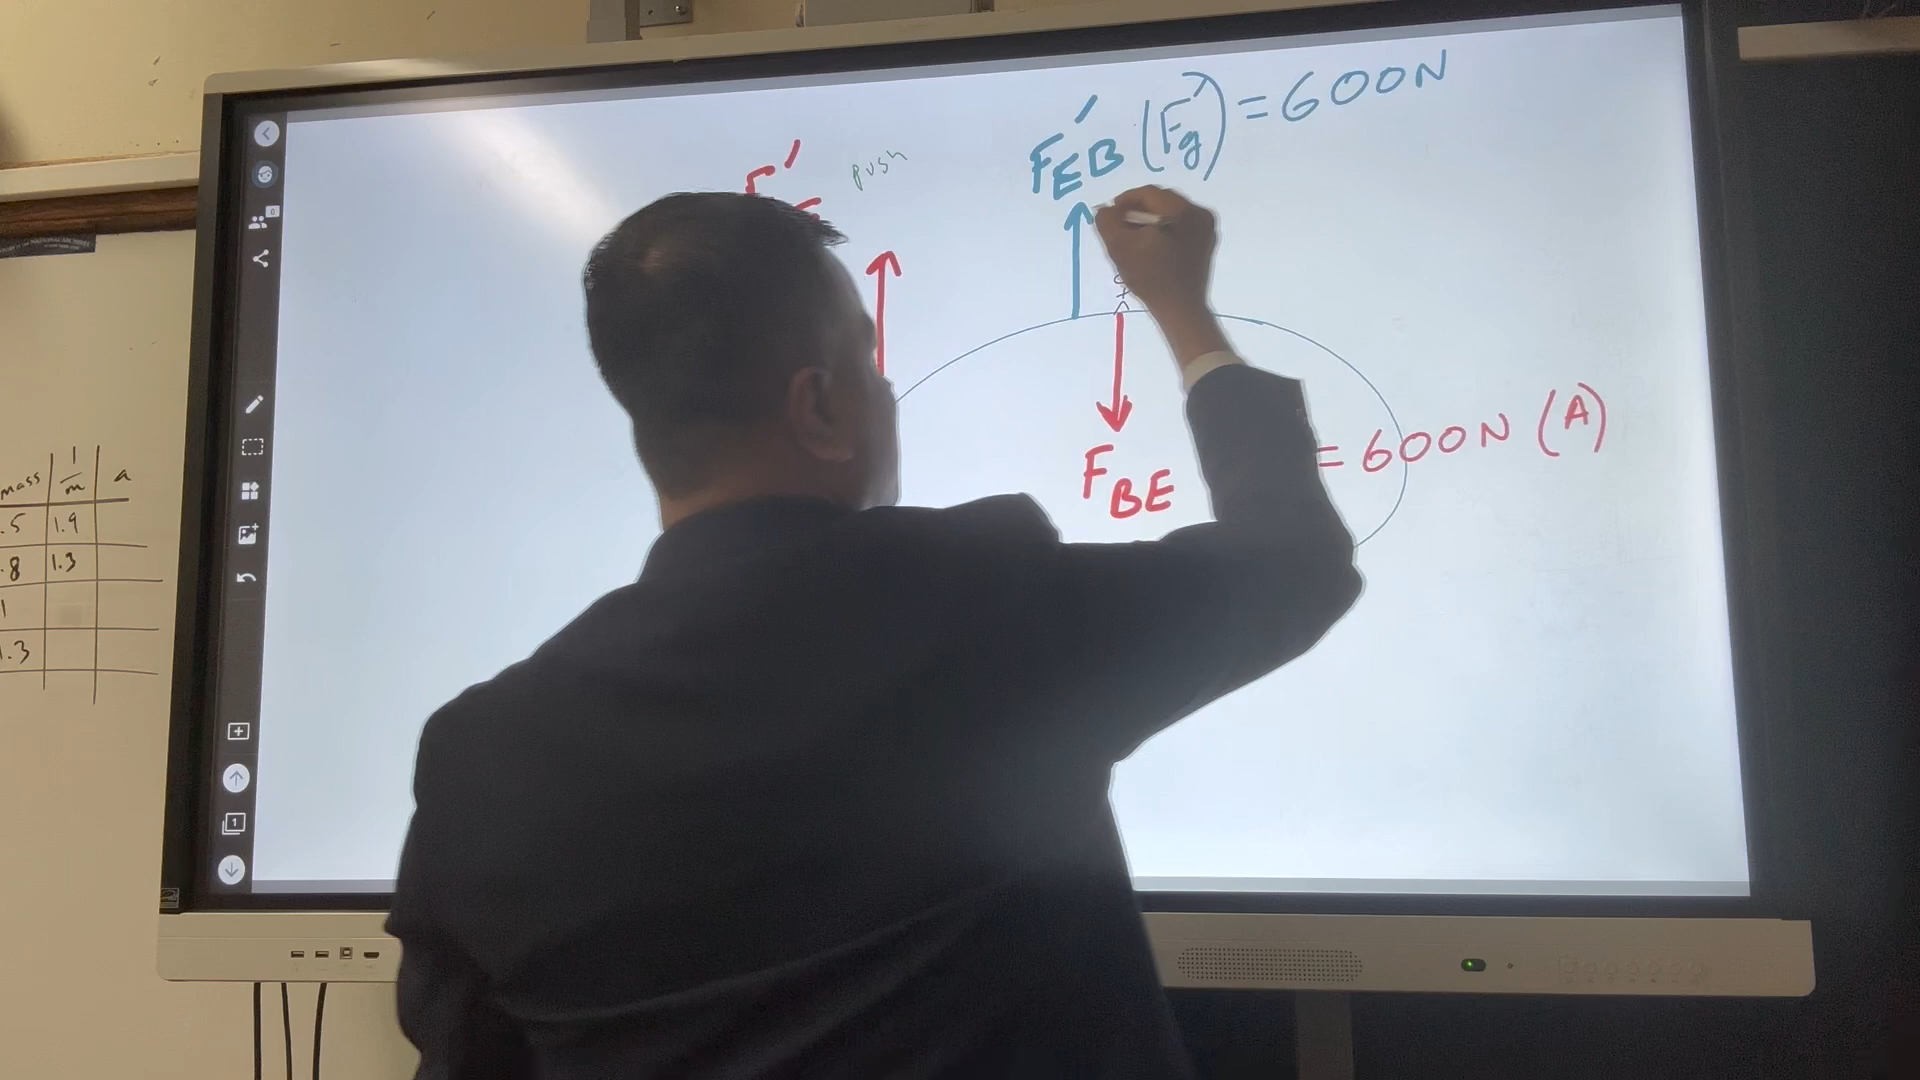 F'EB (Fg) = 600N
push
FBE
= 600N (A)
mass 1/m a
.5 1.9
.8 1.3
1
1.3